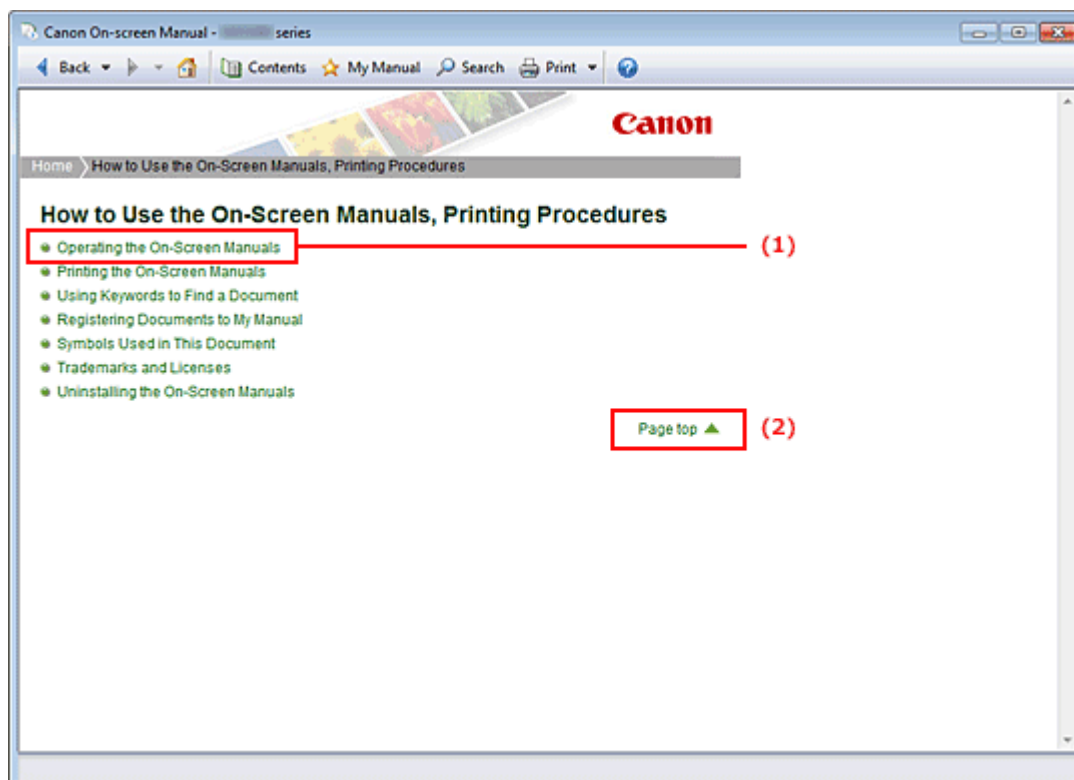 Canon On-screen Manual - series
Back Contents My Manual Search Print
Canon
Home How to Use the On-Screen Manuals, Printing Procedures
How to Use the On-Screen Manuals, Printing Procedures
Operating the On-Screen Manuals (1)
Printing the On-Screen Manuals
Using Keywords to Find a Document
Registering Documents to My Manual
Symbols Used in This Document
Trademarks and Licenses
Uninstalling the On-Screen Manuals
Page top (2)